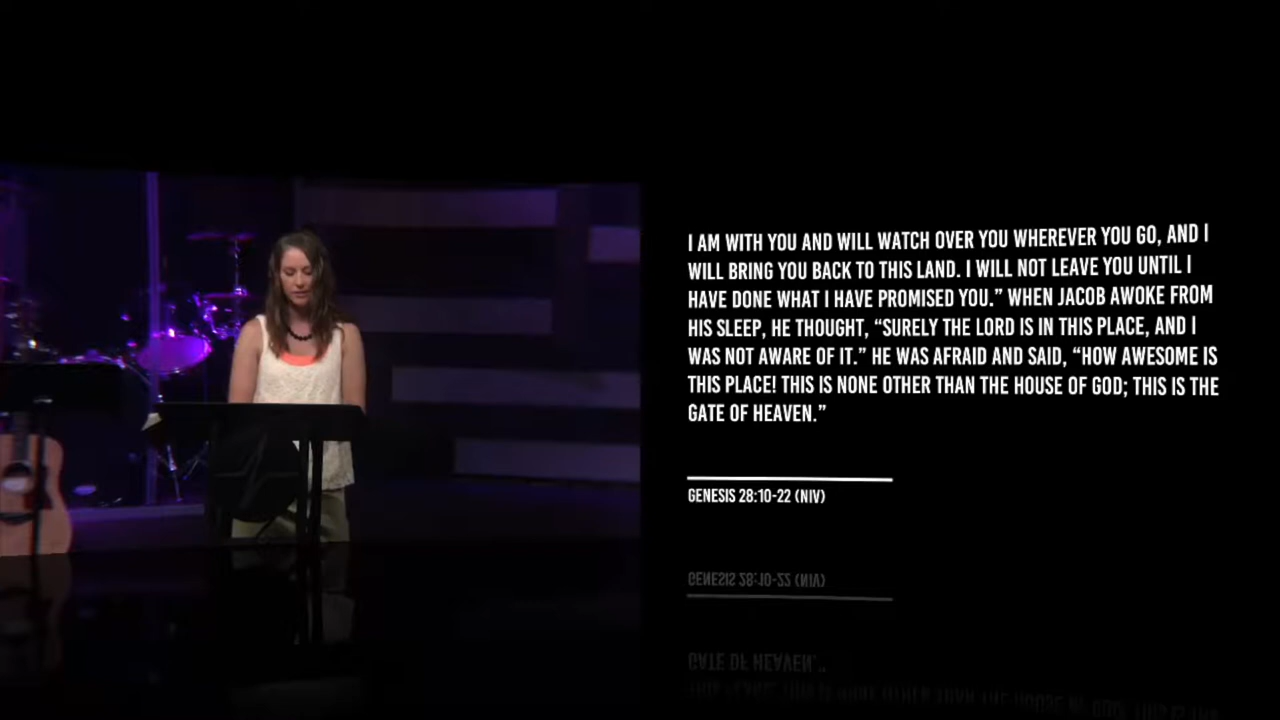 I AM WITH YOU AND WILL WATCH OVER YOU WHEREVER YOU GO, AND I
WILL BRING YOU BACK TO THIS LAND. I WILL NOT LEAVE YOU UNTIL I
HAVE DONE WHAT I HAVE PROMISED YOU.” WHEN JACOB AWOKE FROM
HIS SLEEP, HE THOUGHT, “SURELY THE LORD IS IN THIS PLACE, AND I
WAS NOT AWARE OF IT.” HE WAS AFRAID AND SAID, “HOW AWESOME IS
THIS PLACE! THIS IS NONE OTHER THAN THE HOUSE OF GOD; THIS IS THE
GATE OF HEAVEN.”
GENESIS 28:10-22 (NIV)